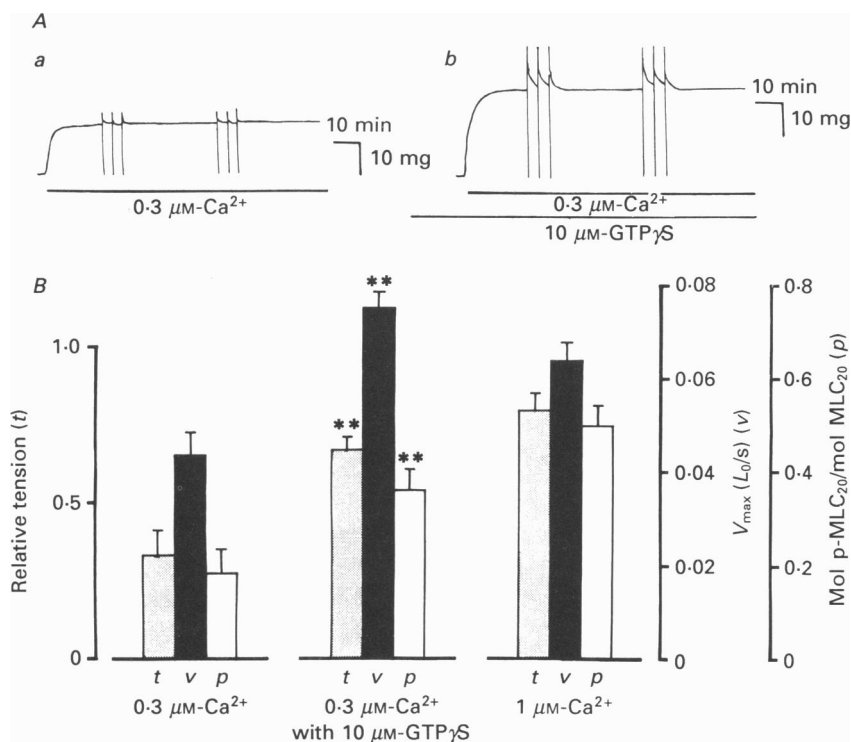 A
a
10 min
10 mg
0·3 μM-Ca²⁺
b
10 min
10 mg
0·3 μM-Ca²⁺
10 μM-GTPγS
B
Relative tension (t)
1·0
0·5
0
**
**
**
t v p
0·3 μM-Ca²⁺
t v p
0·3 μM-Ca²⁺
with 10 μM-GTPγS
t v p
1 μM-Ca²⁺
0·08
0·06
0·04
0·02
0
Vmax (L₀/s) (v)
0·8
0·6
0·4
0·2
0
Mol p-MLC₂₀/mol MLC₂₀ (p)